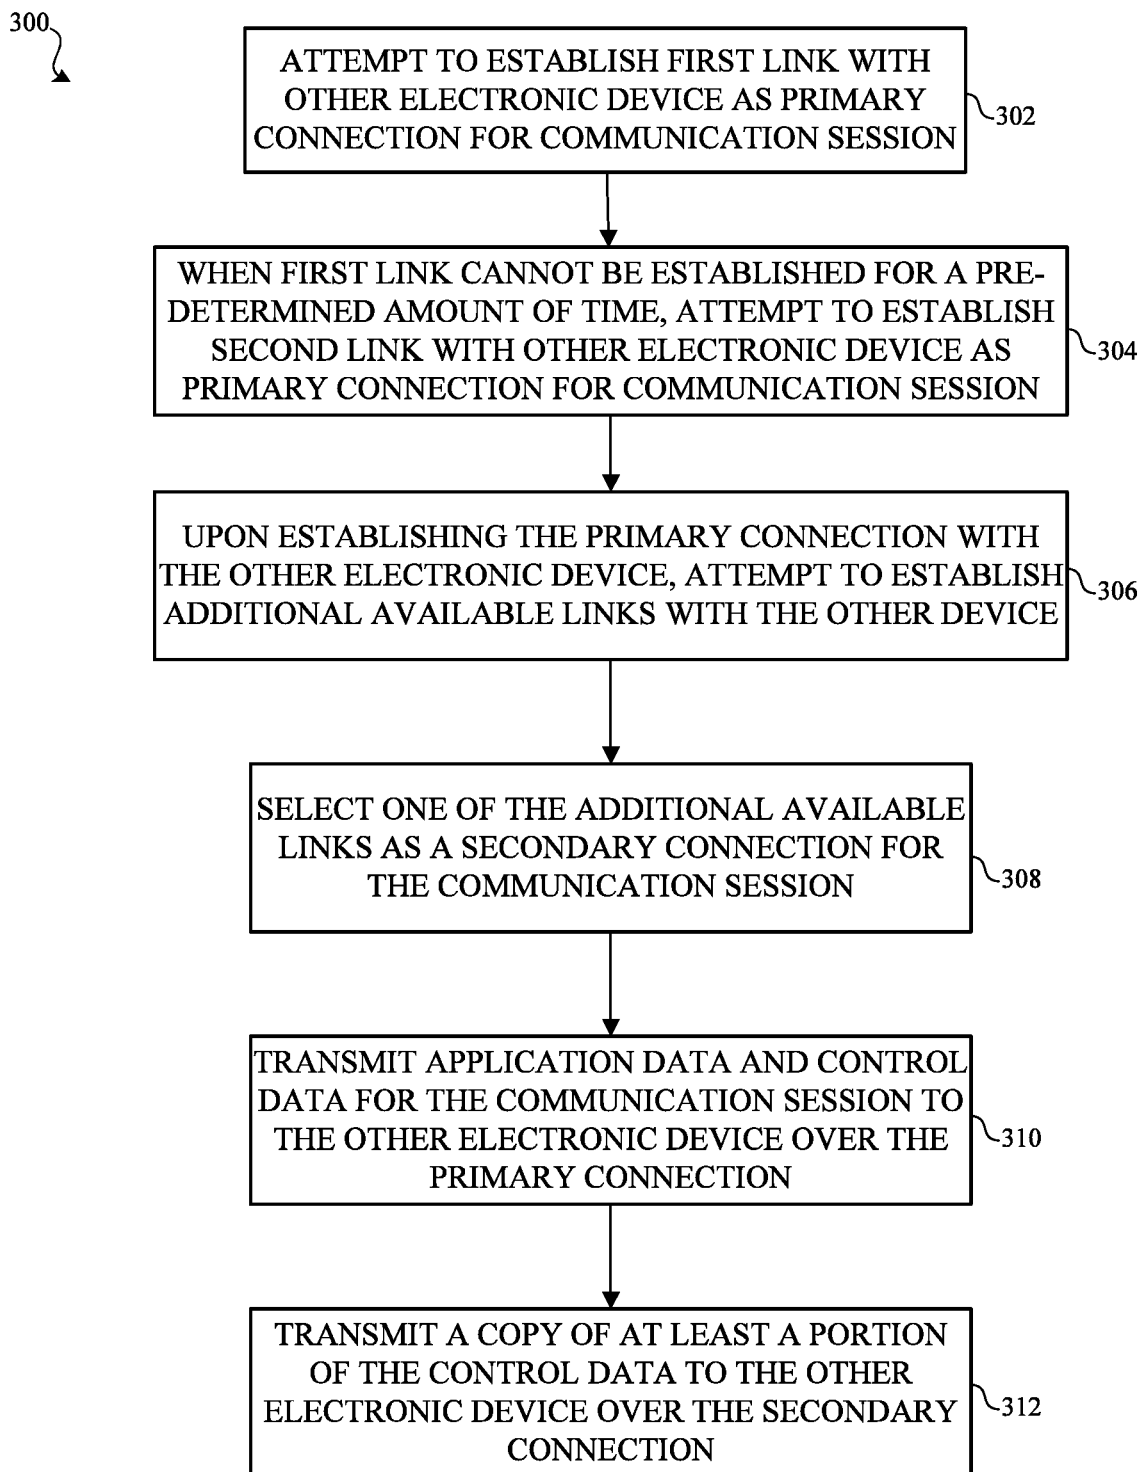 300
ATTEMPT TO ESTABLISH FIRST LINK WITH
OTHER ELECTRONIC DEVICE AS PRIMARY
CONNECTION FOR COMMUNICATION SESSION
302
WHEN FIRST LINK CANNOT BE ESTABLISHED FOR A PRE-
DETERMINED AMOUNT OF TIME, ATTEMPT TO ESTABLISH
SECOND LINK WITH OTHER ELECTRONIC DEVICE AS
PRIMARY CONNECTION FOR COMMUNICATION SESSION
304
UPON ESTABLISHING THE PRIMARY CONNECTION WITH
THE OTHER ELECTRONIC DEVICE, ATTEMPT TO ESTABLISH
ADDITIONAL AVAILABLE LINKS WITH THE OTHER DEVICE
306
SELECT ONE OF THE ADDITIONAL AVAILABLE
LINKS AS A SECONDARY CONNECTION FOR
THE COMMUNICATION SESSION
308
TRANSMIT APPLICATION DATA AND CONTROL
DATA FOR THE COMMUNICATION SESSION TO
THE OTHER ELECTRONIC DEVICE OVER THE
PRIMARY CONNECTION
310
TRANSMIT A COPY OF AT LEAST A PORTION
OF THE CONTROL DATA TO THE OTHER
ELECTRONIC DEVICE OVER THE SECONDARY
CONNECTION
312